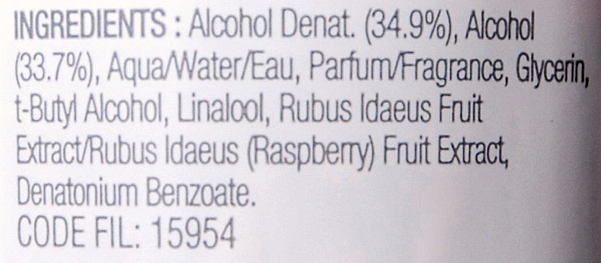 INGREDIENTS : Alcohol Denat. (34.9%), Alcohol
(33.7%), Aqua/Water/Eau, Parfum/Fragrance, Glycerin,
t-Butyl Alcohol, Linalool, Rubus Idaeus Fruit
Extract/Rubus Idaeus (Raspberry) Fruit Extract,
Denatonium Benzoate.
CODE FIL: 15954